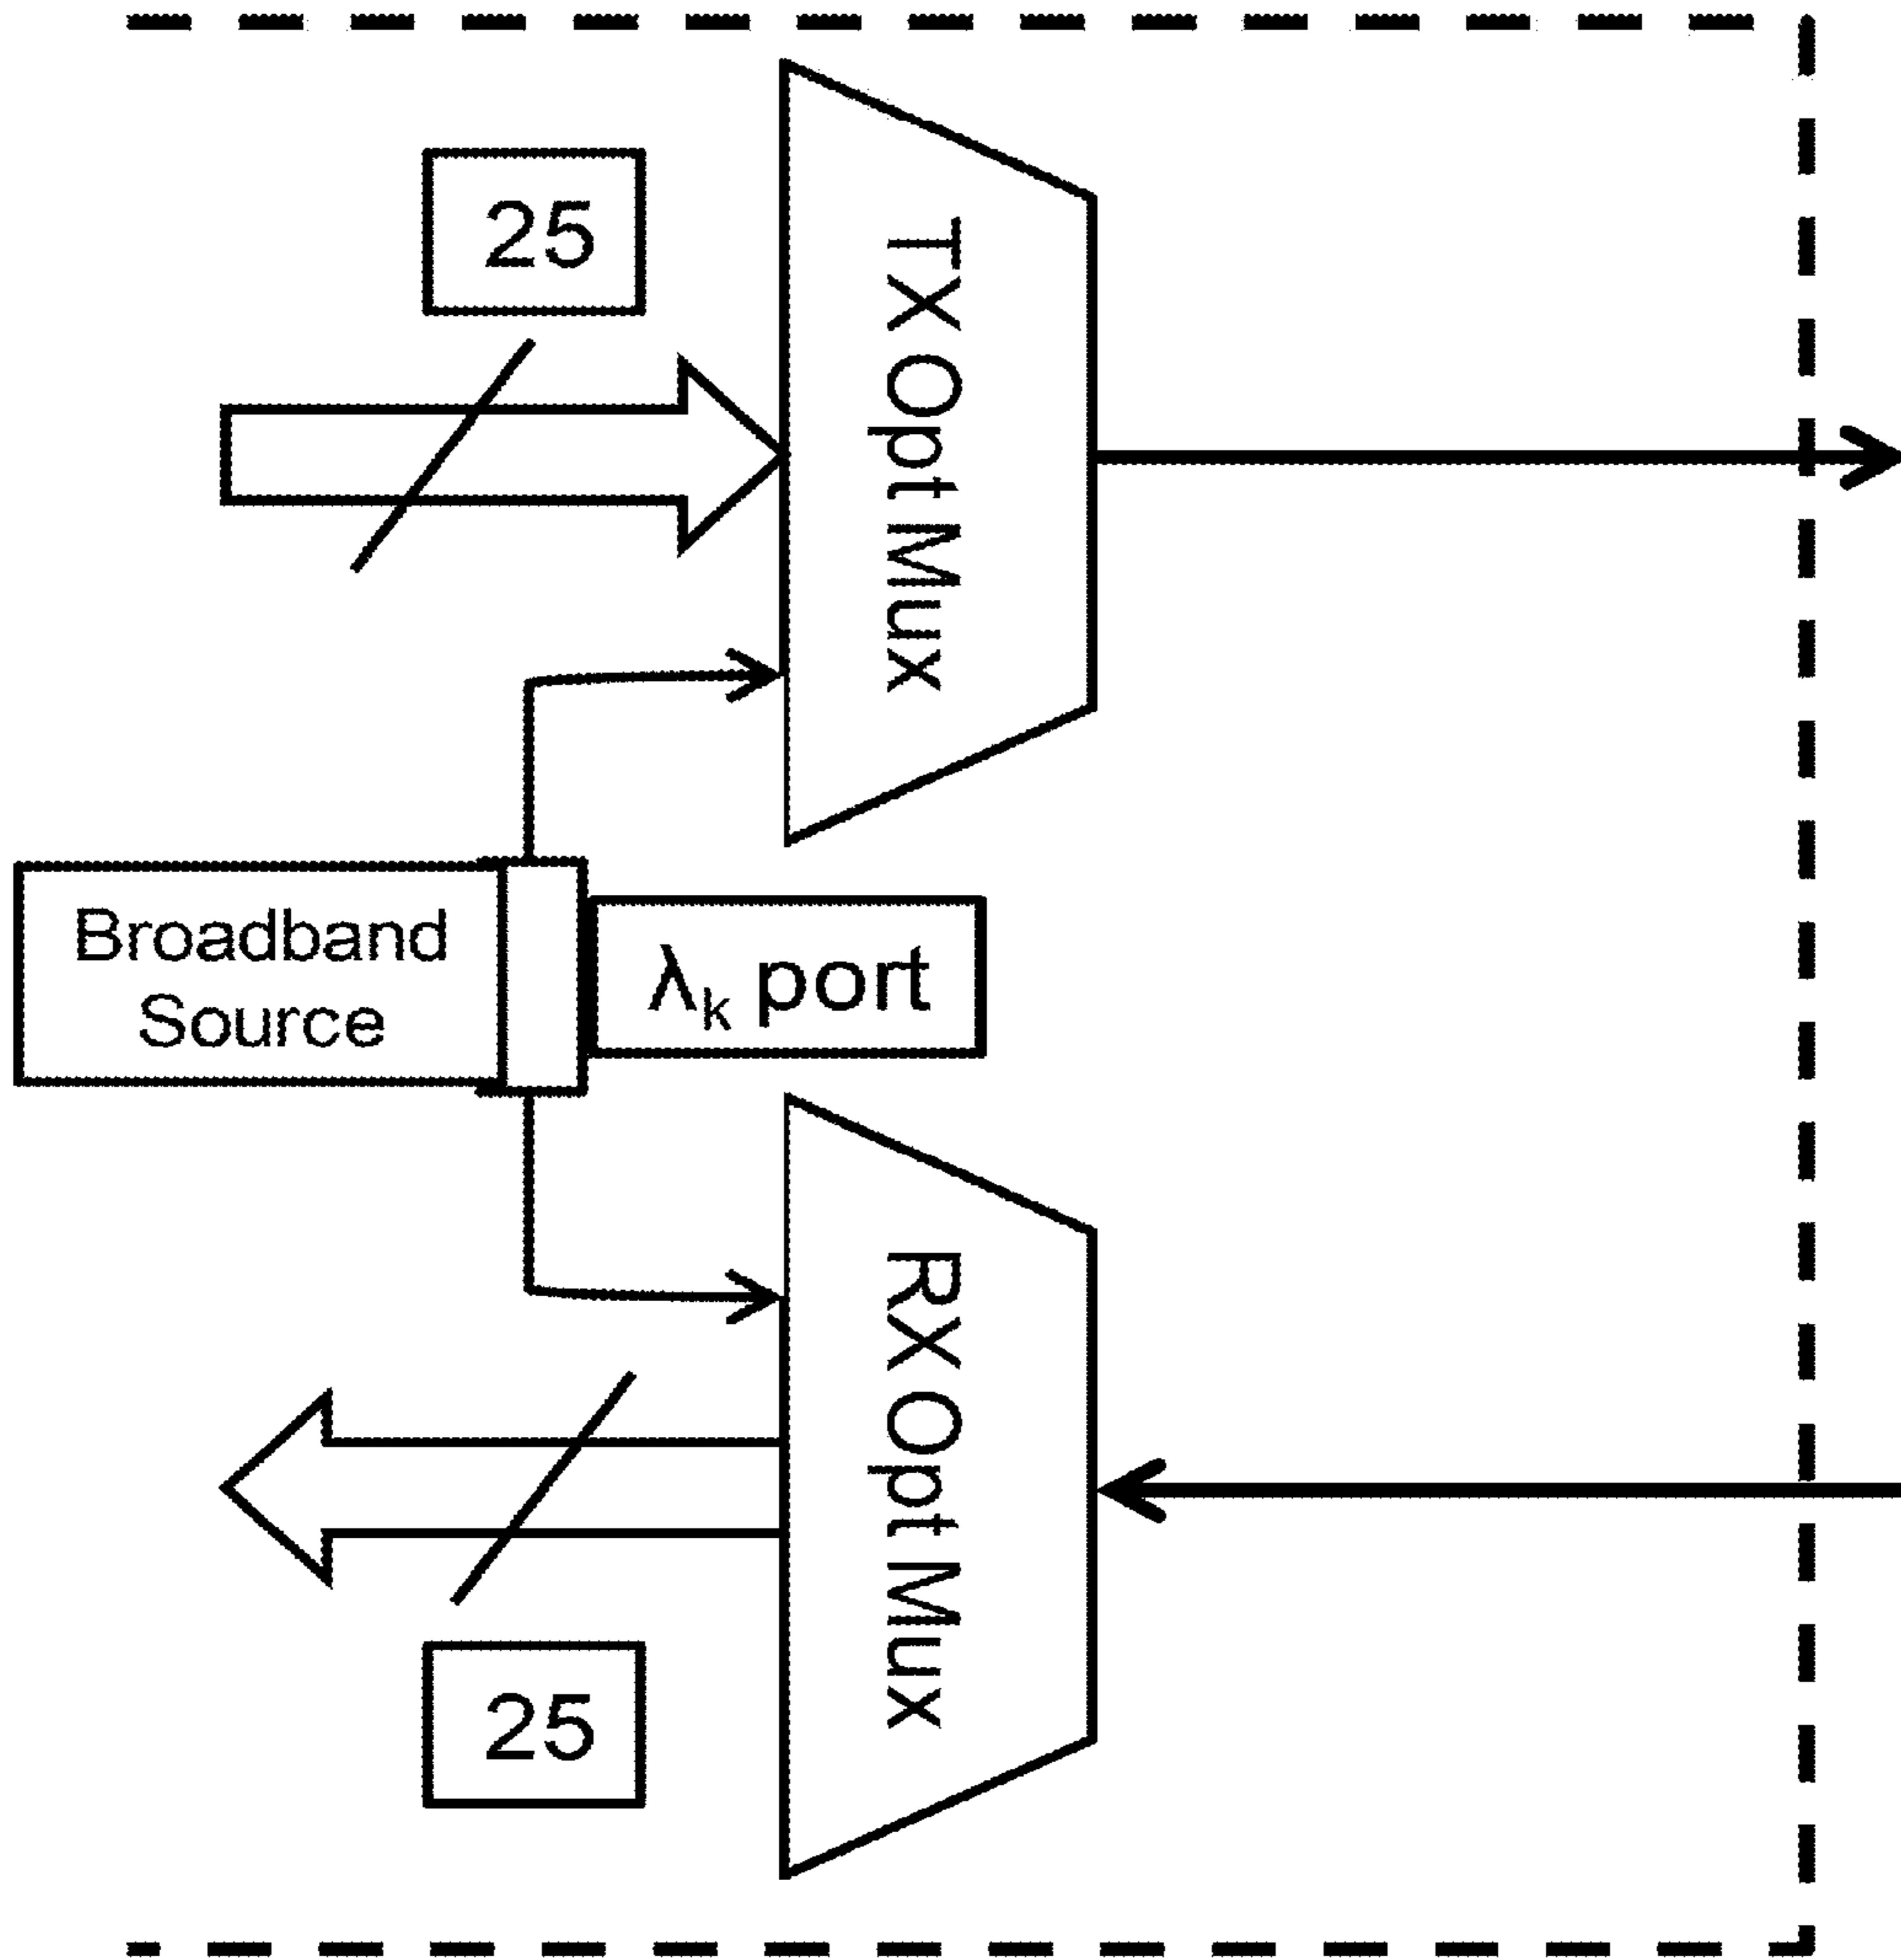 25
TX Opt Mux
Broadband
Source
λk port
RX Opt Mux
25